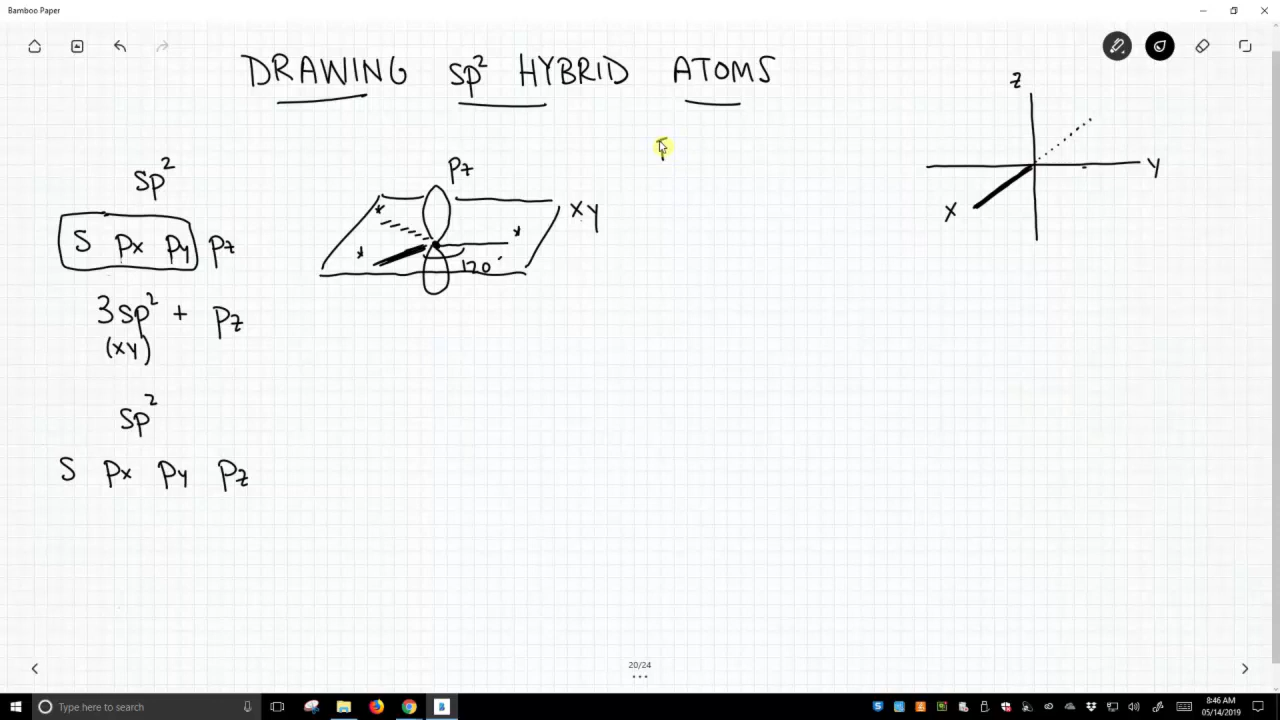 Bamboo Paper
DRAWING sp² HYBRID ATOMS
sp²
S px py pz
3sp² + pz
(xy)
sp²
S px py pz
pz
XY
120°
Z
Y
X
20/24
Type here to search
8:46 AM
05/14/2019